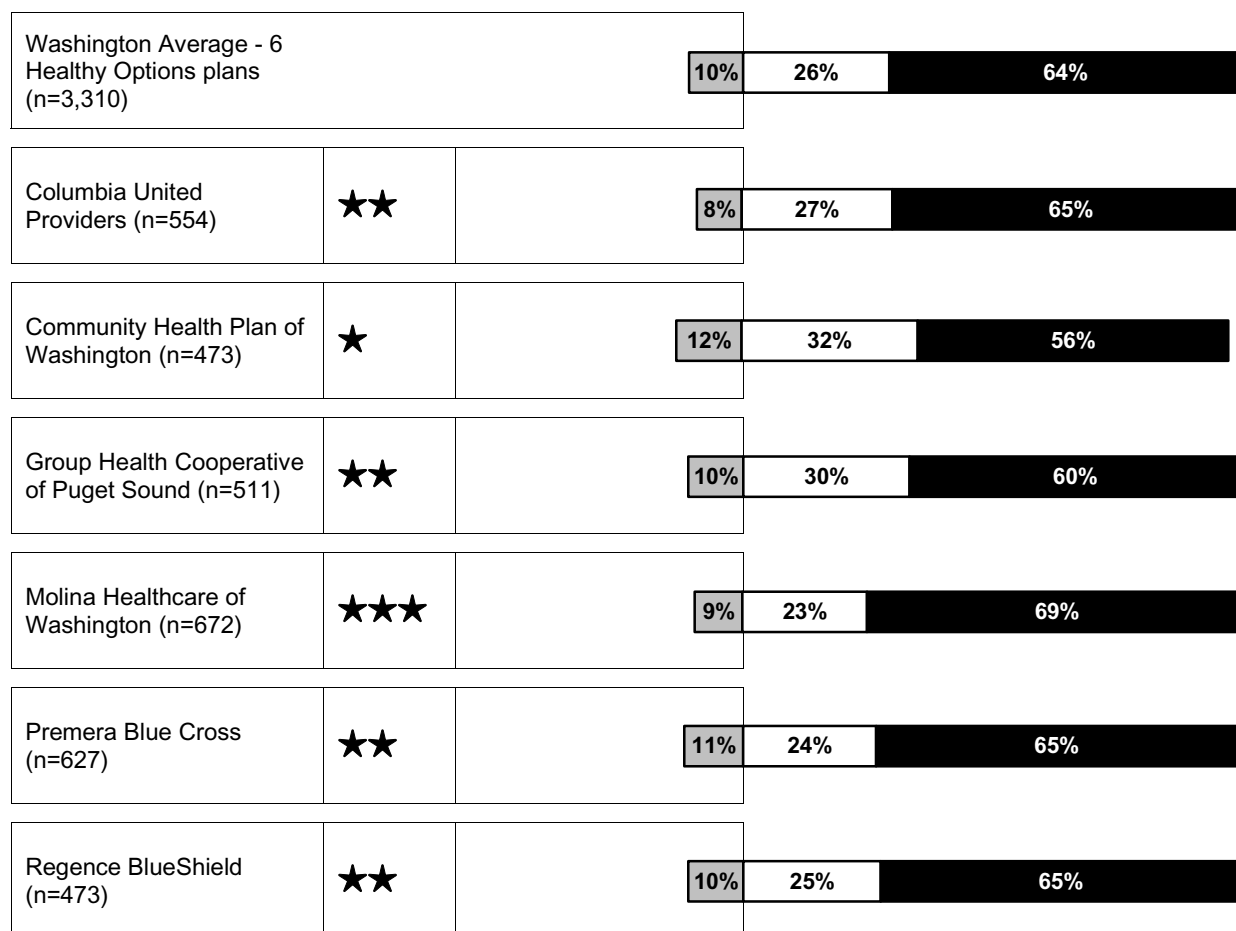 Washington Average - 6
Healthy Options plans
(n=3,310)
10% 26% 64%
Columbia United
Providers (n=554)
★★
8% 27% 65%
Community Health Plan of
Washington (n=473)
★
12% 32% 56%
Group Health Cooperative
of Puget Sound (n=511)
★★
10% 30% 60%
Molina Healthcare of
Washington (n=672)
★★★
9% 23% 69%
Premera Blue Cross
(n=627)
★★
11% 24% 65%
Regence BlueShield
(n=473)
★★
10% 25% 65%